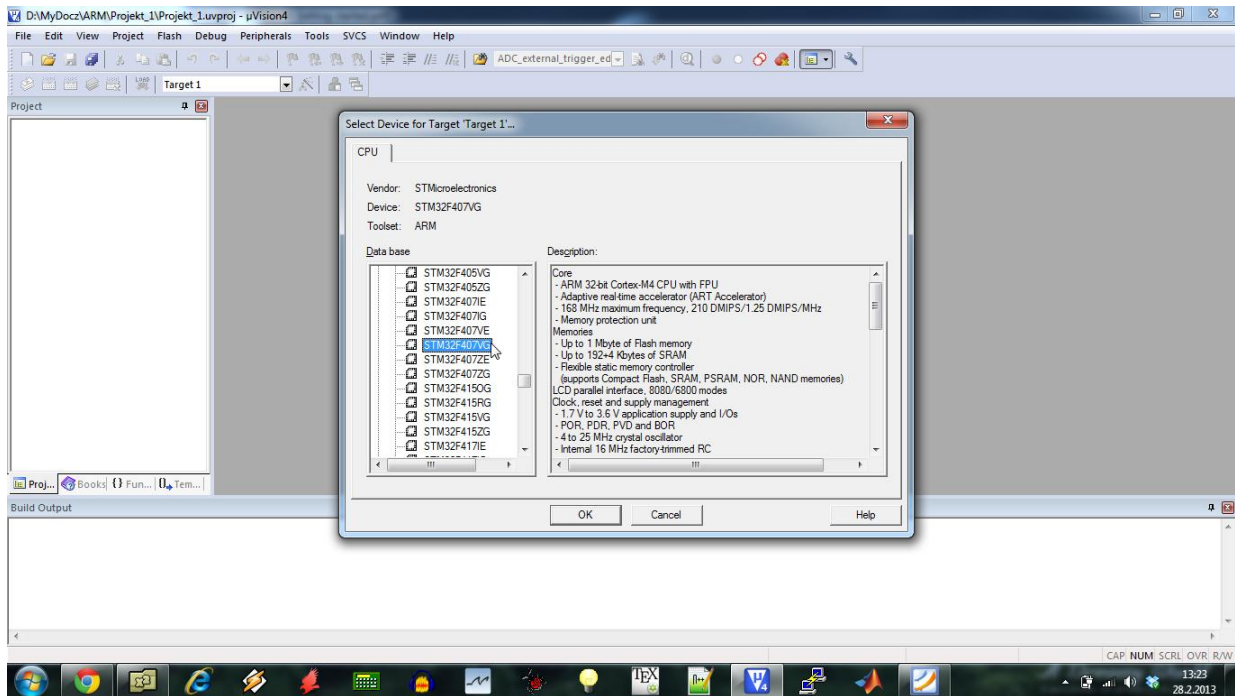 D:\MyDocz\ARM\Projekt_1\Projekt_1.uvproj - µVision4
File Edit View Project Flash Debug Peripherals Tools SVCS Window Help
ADC_external_trigger_ed
LOAD Target 1
Project
Select Device for Target 'Target 1'...
CPU
Vendor: STMicroelectronics
Device: STM32F407VG
Toolset: ARM
Data base
Description:
STM32F405VG
STM32F405ZG
STM32F407IE
STM32F407IG
STM32F407VE
STM32F407VG
STM32F407ZE
STM32F407ZG
STM32F415OG
STM32F415RG
STM32F415VG
STM32F415ZG
STM32F417IE
Core
- ARM 32-bit Cortex-M4 CPU with FPU
- Adaptive real-time accelerator (ART Accelerator)
- 168 MHz maximum frequency, 210 DMIPS/1.25 DMIPS/MHz
- Memory protection unit
Memories
- Up to 1 Mbyte of Flash memory
- Up to 192+4 Kbytes of SRAM
- Flexible static memory controller
(supports Compact Flash, SRAM, PSRAM, NOR, NAND memories)
LCD parallel interface, 8080/6800 modes
Clock, reset and supply management
- 1.7 V to 3.6 V application supply and I/Os
- POR, PDR, PVD and BOR
- 4 to 25 MHz crystal oscillator
- Internal 16 MHz factory-trimmed RC
OK Cancel Help
Proj... Books {} Fun... Tem...
Build Output
CAP NUM SCRL OVR R/W
TEX
13:23
28.2.2013